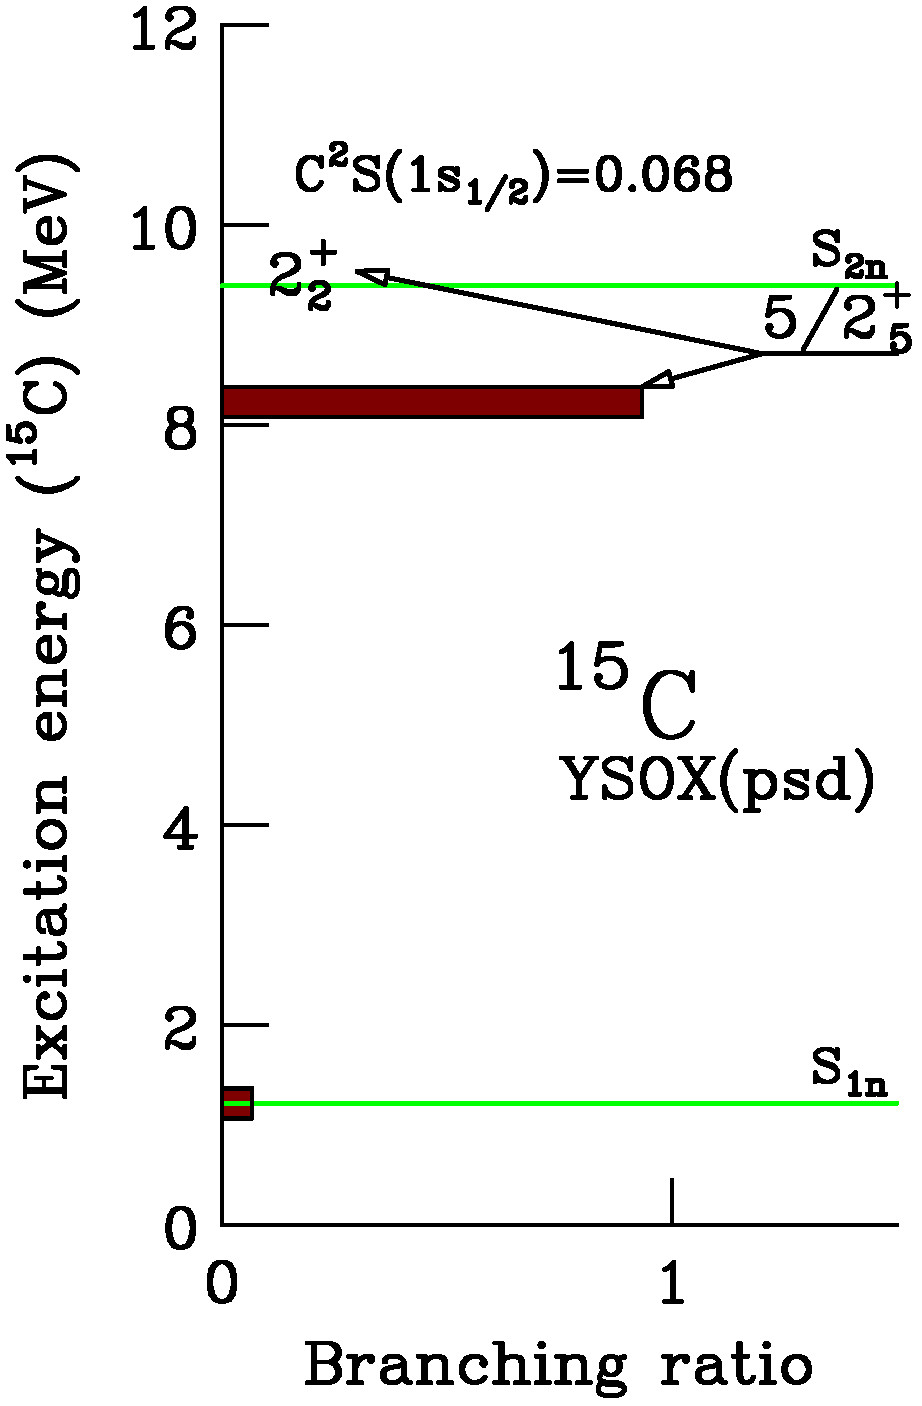 12
C²S(1s₁/₂)=0.068
10
S₂ₙ
2₂⁺
5/2₅⁺
8
6
¹⁵C
YSOX(psd)
4
2
S₁ₙ
0
0 1
Branching ratio
Excitation energy (¹⁵C) (MeV)